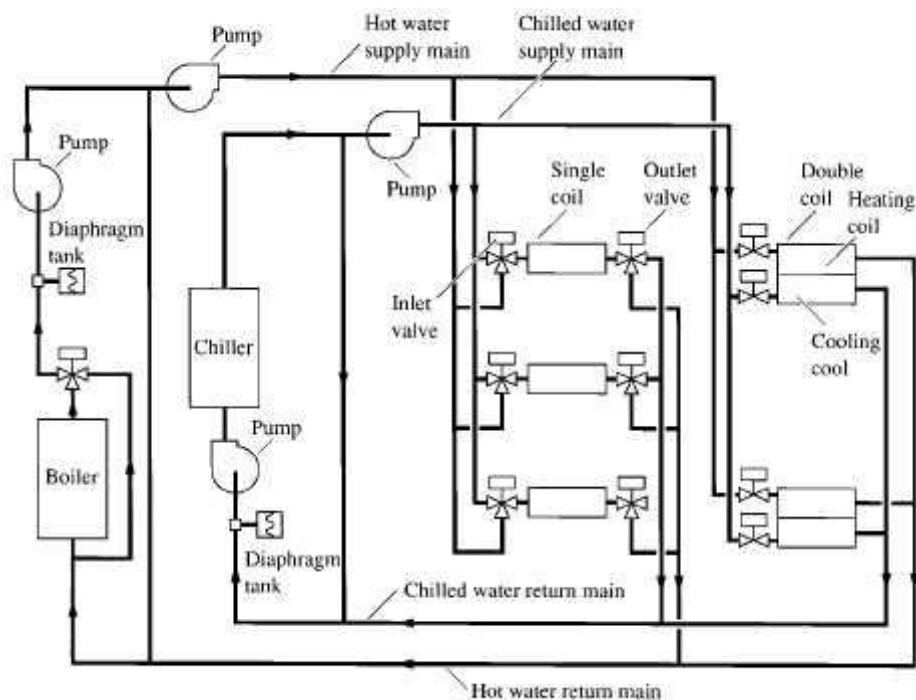 Pump
Hot water
supply main
Chilled water
supply main
Pump
Pump
Single
coil
Outlet
valve
Double
coil
Heating
coil
Diaphragm
tank
Inlet
valve
Chiller
Cooling
cool
Pump
Boiler
Diaphragm
tank
Chilled water return main
Hot water return main